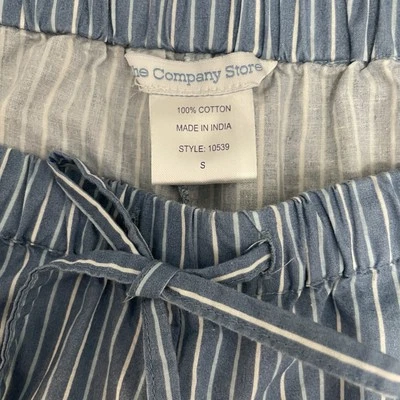 he Company Store
100% COTTON
MADE IN INDIA
STYLE: 10539
S